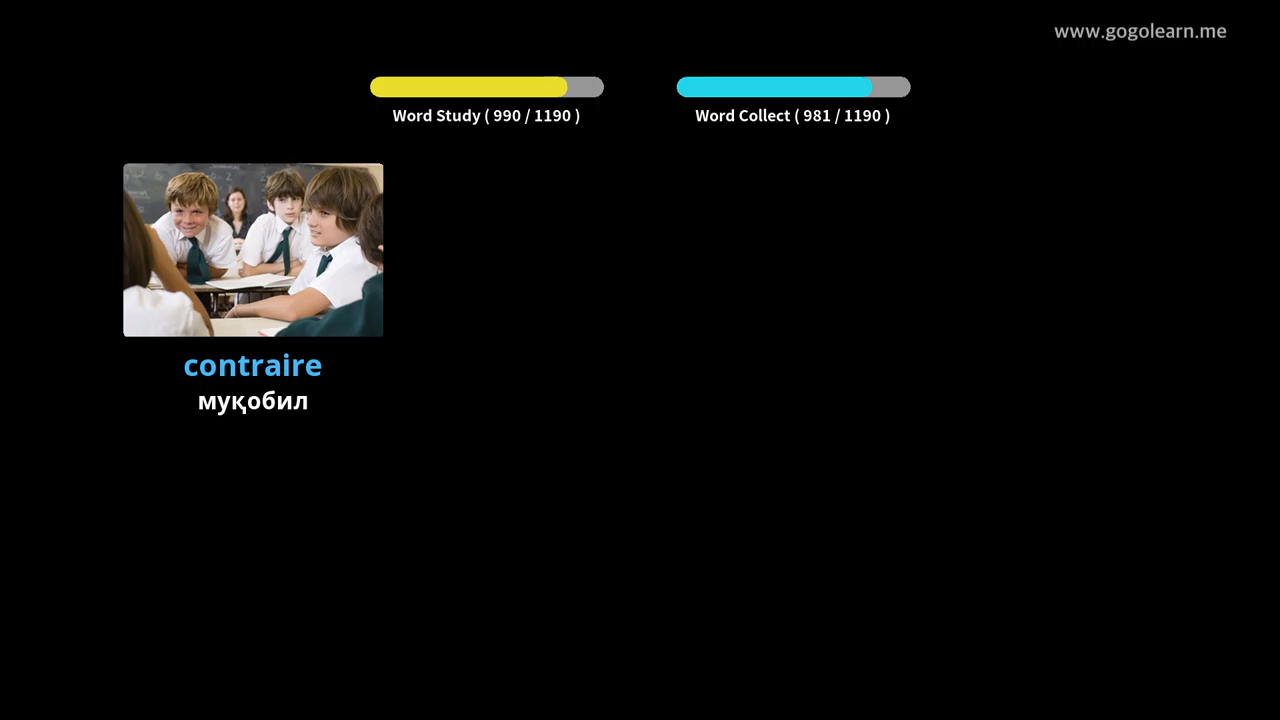 www.gogolearn.me
Word Study ( 990 / 1190 )
Word Collect ( 981 / 1190 )
contraire
муқобил